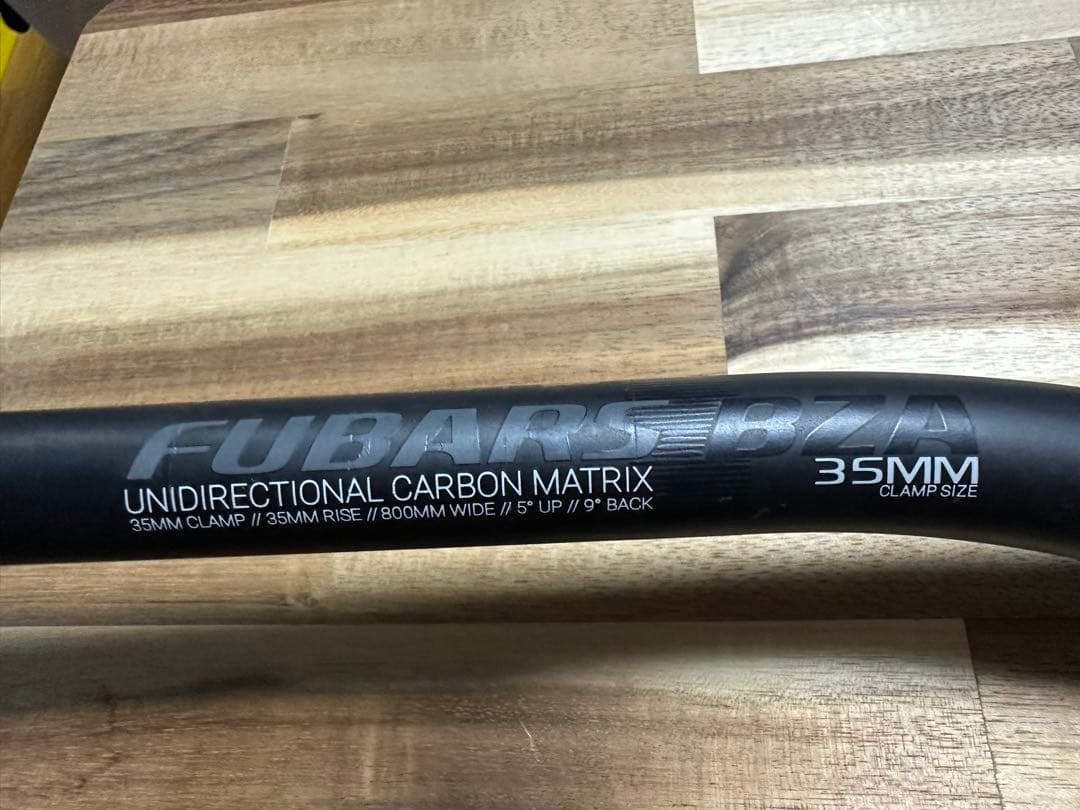 FUBARS BZA
UNIDIRECTIONAL CARBON MATRIX
35MM CLAMP // 35MM RISE // 800MM WIDE // 5° UP // 9° BACK
35MM
CLAMP SIZE